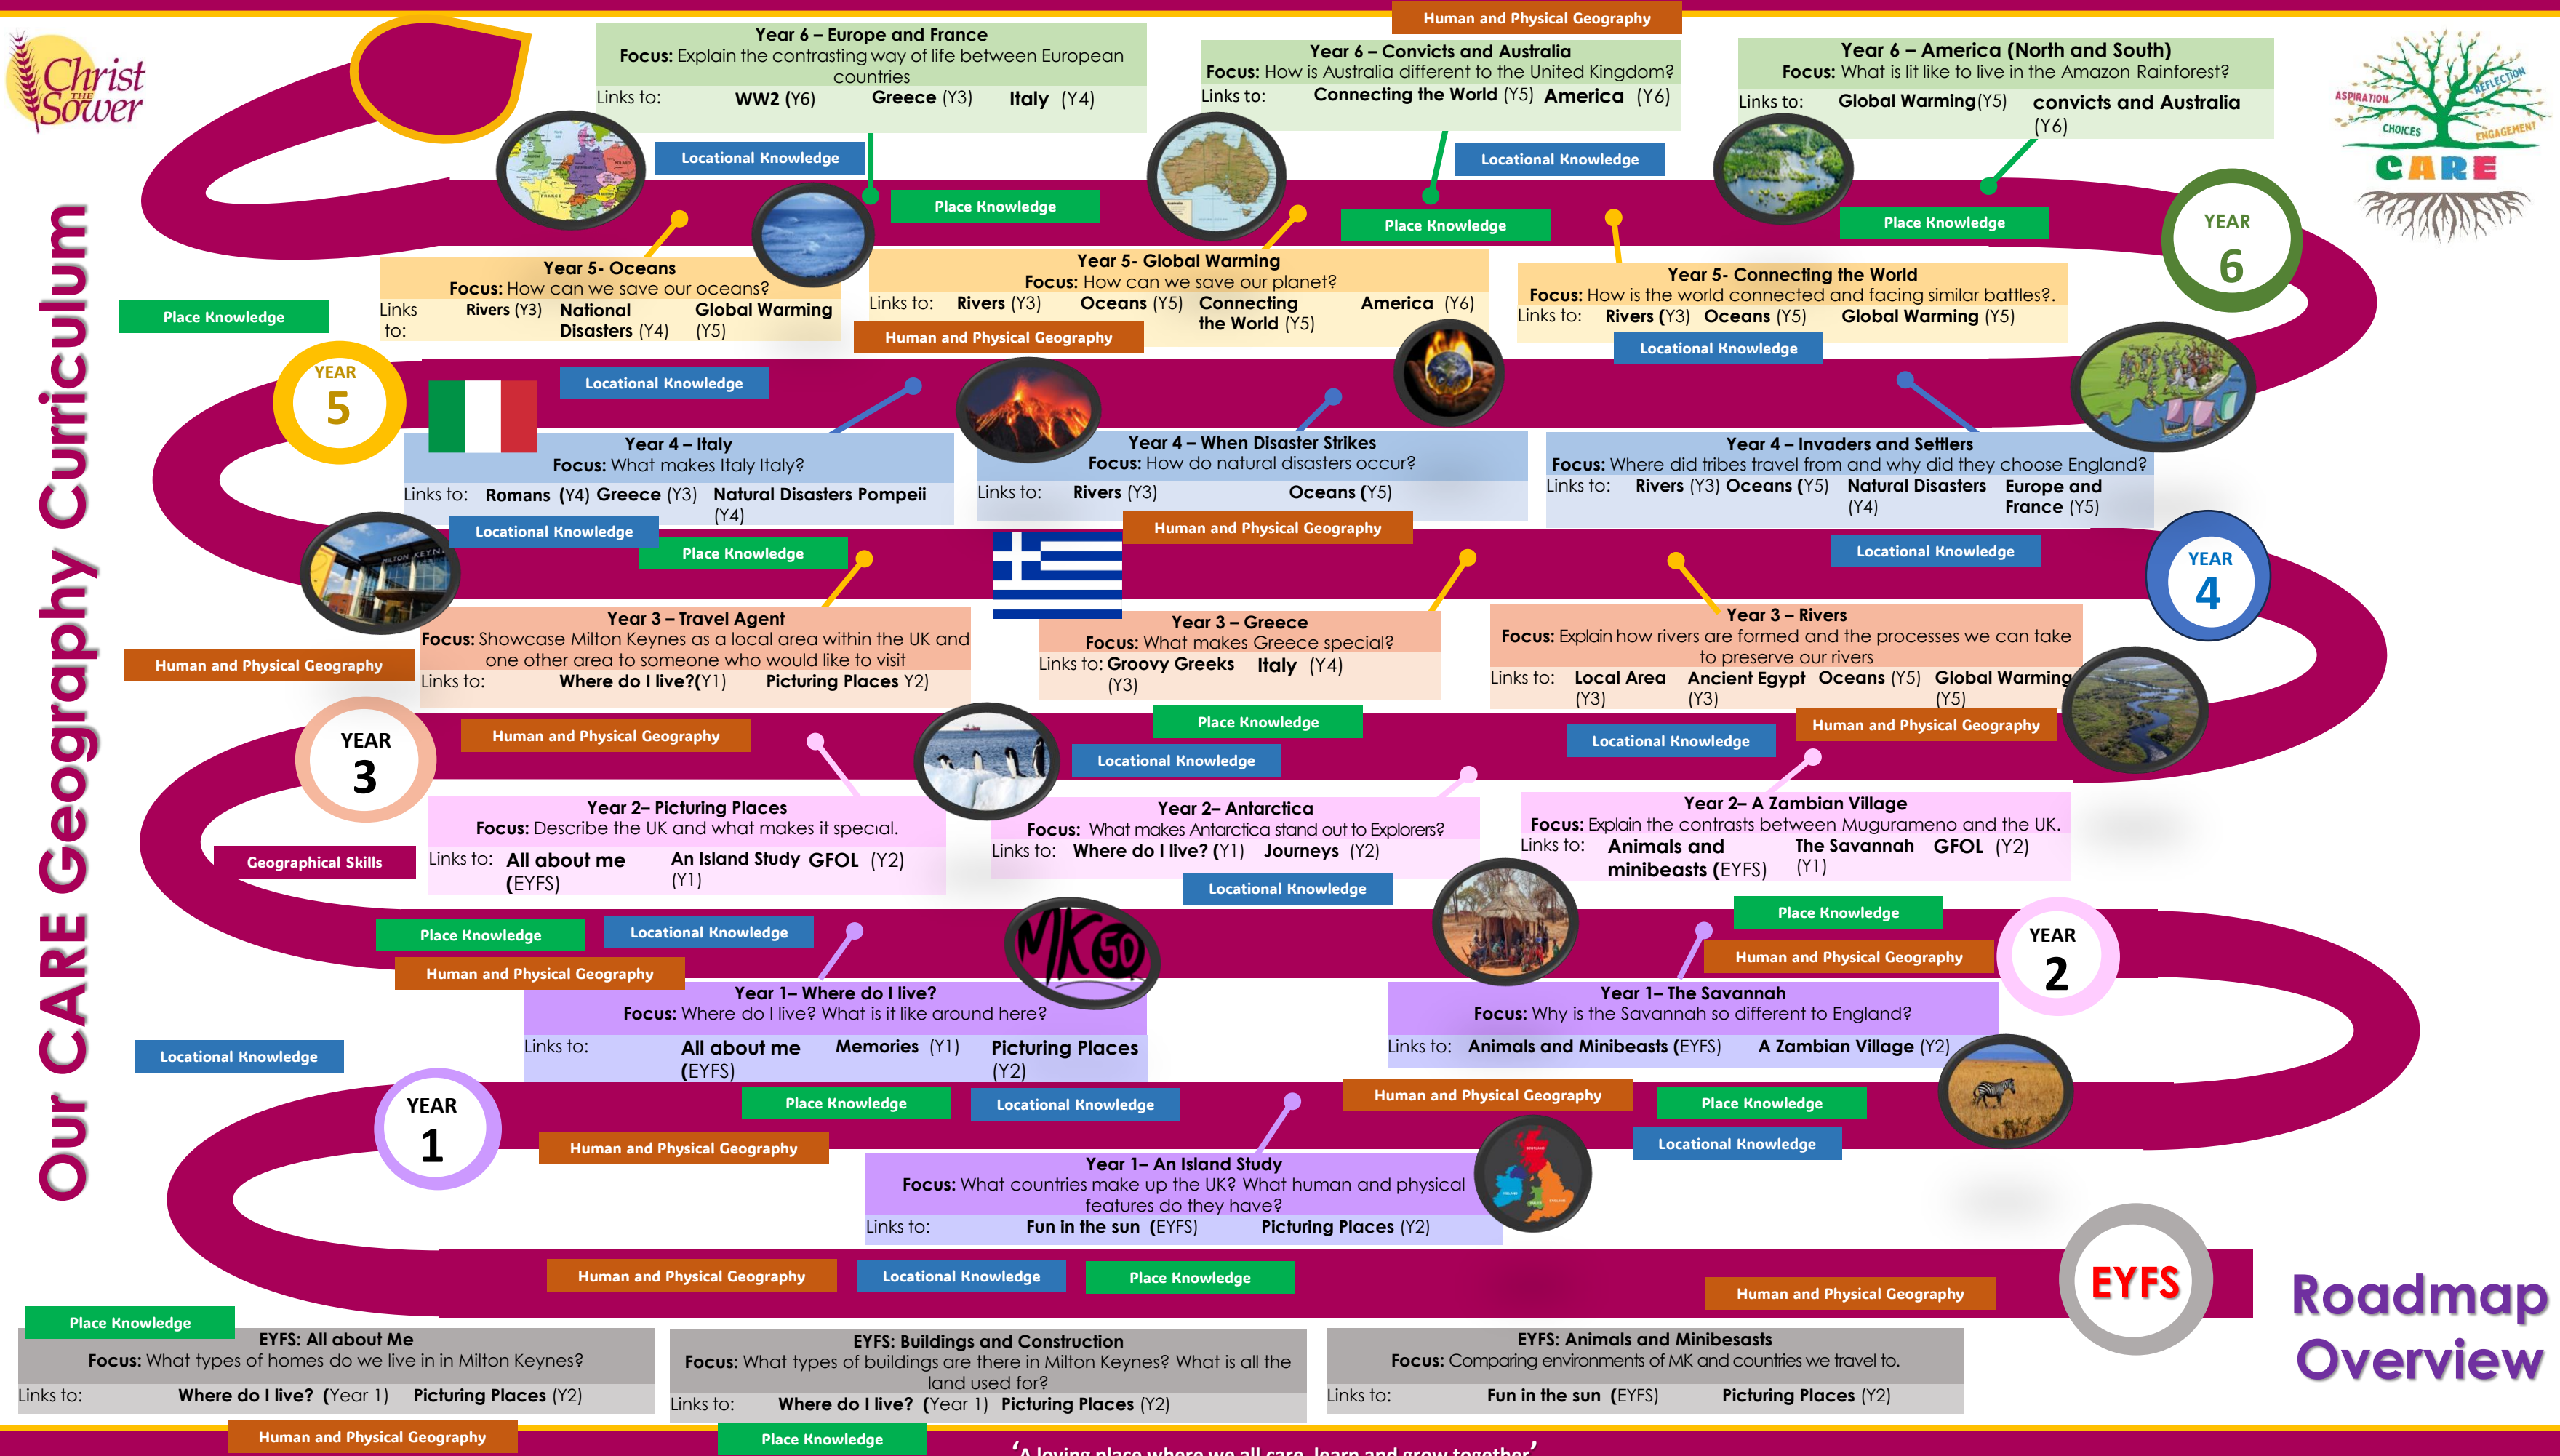 Human and Physical Geography
Christ
THE
Sower
Year 6 – Europe and France
Focus: Explain the contrasting way of life between European
countries
Links to: WW2 (Y6) Greece (Y3) Italy (Y4)
Year 6 – Convicts and Australia
Focus: How is Australia different to the United Kingdom?
Links to: Connecting the World (Y5) America (Y6)
Year 6 – America (North and South)
Focus: What is lit like to live in the Amazon Rainforest?
Links to: Global Warming(Y5) convicts and Australia
(Y6)
ASPIRATION
REFLECTION
CHOICES
ENGAGEMENT
CARE
Locational Knowledge
Place Knowledge
Locational Knowledge
Place Knowledge
Place Knowledge
YEAR
6
Our CARE Geography Curriculum
Year 5- Oceans
Focus: How can we save our oceans?
Links
to:
Rivers (Y3) National
Disasters (Y4)
Global Warming
(Y5)
Year 5- Global Warming
Focus: How can we save our planet?
Links to: Rivers (Y3) Oceans (Y5) Connecting
the World (Y5)
America (Y6)
Year 5- Connecting the World
Focus: How is the world connected and facing similar battles?.
Links to: Rivers (Y3) Oceans (Y5) Global Warming (Y5)
Place Knowledge
Human and Physical Geography
Locational Knowledge
YEAR
5
Locational Knowledge
Year 4 – Italy
Focus: What makes Italy Italy?
Links to: Romans (Y4) Greece (Y3) Natural Disasters Pompeii
(Y4)
Year 4 – When Disaster Strikes
Focus: How do natural disasters occur?
Links to: Rivers (Y3) Oceans (Y5)
Year 4 – Invaders and Settlers
Focus: Where did tribes travel from and why did they choose England?
Links to: Rivers (Y3) Oceans (Y5) Natural Disasters
(Y4)
Europe and
France (Y5)
Locational Knowledge
Place Knowledge
Human and Physical Geography
Locational Knowledge
YEAR
4
MILTON KEYN
Year 3 – Travel Agent
Focus: Showcase Milton Keynes as a local area within the UK and
one other area to someone who would like to visit
Links to: Where do I live?(Y1) Picturing Places Y2)
Year 3 – Greece
Focus: What makes Greece special?
Links to: Groovy Greeks
(Y3)
Italy (Y4)
Year 3 – Rivers
Focus: Explain how rivers are formed and the processes we can take
to preserve our rivers
Links to: Local Area
(Y3)
Ancient Egypt
(Y3)
Oceans (Y5) Global Warming
(Y5)
Human and Physical Geography
YEAR
3
Human and Physical Geography
Place Knowledge
Locational Knowledge
Locational Knowledge
Human and Physical Geography
Year 2– Picturing Places
Focus: Describe the UK and what makes it special.
Links to: All about me
(EYFS)
An Island Study
(Y1)
GFOL (Y2)
Year 2– Antarctica
Focus: What makes Antarctica stand out to Explorers?
Links to: Where do I live? (Y1) Journeys (Y2)
Year 2– A Zambian Village
Focus: Explain the contrasts between Mugurameno and the UK.
Links to: Animals and
minibeasts (EYFS)
The Savannah
(Y1)
GFOL (Y2)
Geographical Skills
Locational Knowledge
Place Knowledge
Locational Knowledge
Human and Physical Geography
MK50
Place Knowledge
Human and Physical Geography
YEAR
2
Year 1– Where do I live?
Focus: Where do I live? What is it like around here?
Links to: All about me
(EYFS)
Memories (Y1) Picturing Places
(Y2)
Year 1– The Savannah
Focus: Why is the Savannah so different to England?
Links to: Animals and Minibeasts (EYFS) A Zambian Village (Y2)
Locational Knowledge
YEAR
1
Place Knowledge
Locational Knowledge
Human and Physical Geography
Human and Physical Geography
Place Knowledge
Locational Knowledge
Year 1– An Island Study
Focus: What countries make up the UK? What human and physical
features do they have?
Links to: Fun in the sun (EYFS) Picturing Places (Y2)
Human and Physical Geography
Locational Knowledge
Place Knowledge
Human and Physical Geography
EYFS
Roadmap
Overview
Place Knowledge
EYFS: All about Me
Focus: What types of homes do we live in in Milton Keynes?
Links to: Where do I live? (Year 1) Picturing Places (Y2)
EYFS: Buildings and Construction
Focus: What types of buildings are there in Milton Keynes? What is all the
land used for?
Links to: Where do I live? (Year 1) Picturing Places (Y2)
EYFS: Animals and Minibesasts
Focus: Comparing environments of MK and countries we travel to.
Links to: Fun in the sun (EYFS) Picturing Places (Y2)
Human and Physical Geography
Place Knowledge
'A loving place where we all care, learn and grow together'